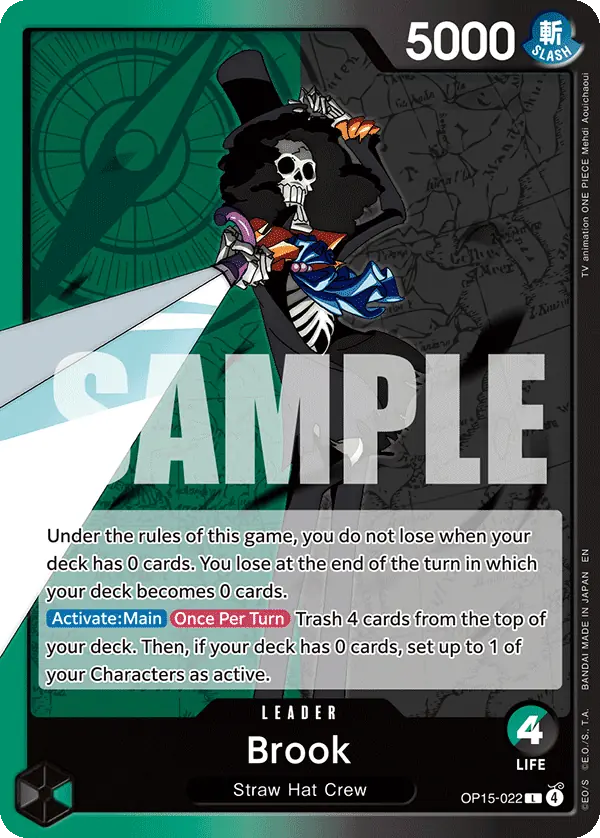 5000
斬
SLASH
TV animation ONE PIECE Mehdi Aouichaoui
SAMPLE
Under the rules of this game, you do not lose when your
deck has 0 cards. You lose at the end of the turn in which
your deck becomes 0 cards.
Activate:Main Once Per Turn Trash 4 cards from the top of
your deck. Then, if your deck has 0 cards, set up to 1 of
your Characters as active.
LEADER
Brook
Straw Hat Crew
4
LIFE
OP15-022 L 4
©EO/S ©E.O./S., T.A. BANDAI MADE IN JAPAN EN